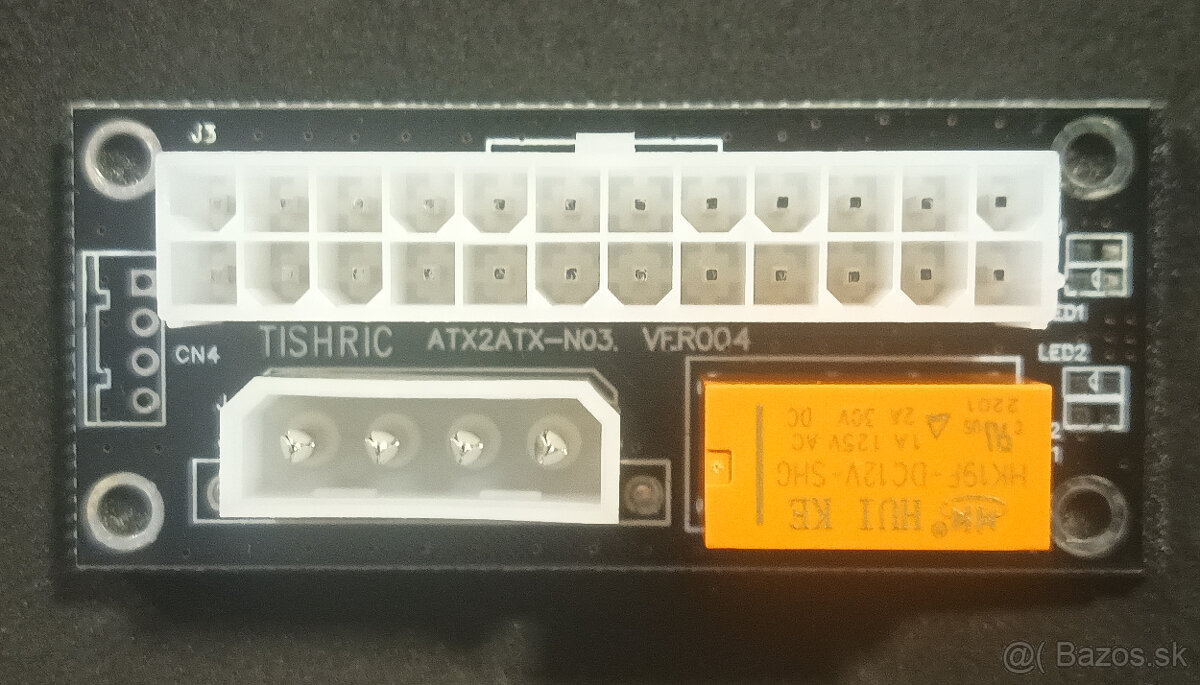 J3
CN4
TISHRIC ATX2ATX-N03. VER004
LED2
HUI KE
HK19F-DC12V-SHG
1A 125V AC
2A 30V DC
2201
@( Bazos.sk